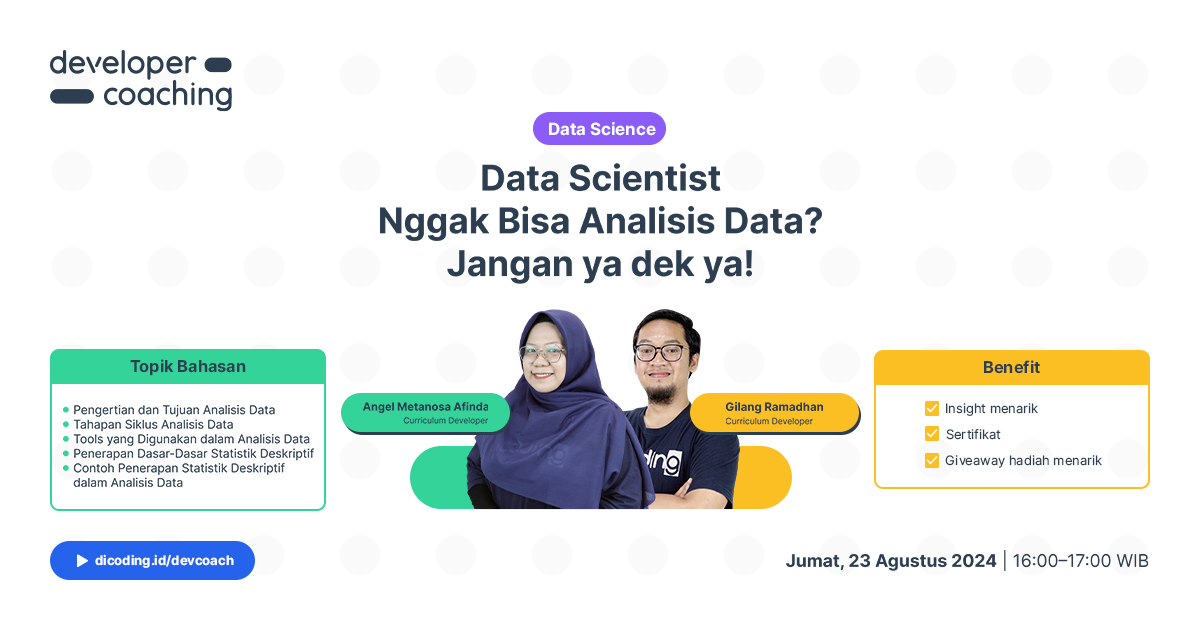 developer
coaching
Data Science
Data Scientist
Nggak Bisa Analisis Data?
Jangan ya dek ya!
Topik Bahasan
Pengertian dan Tujuan Analisis Data
Tahapan Siklus Analisis Data
Tools yang Digunakan dalam Analisis Data
Penerapan Dasar-Dasar Statistik Deskriptif
Contoh Penerapan Statistik Deskriptif
dalam Analisis Data
Angel Metanosa Afinda
Curriculum Developer
Gilang Ramadhan
Curriculum Developer
Benefit
Insight menarik
Sertifikat
Giveaway hadiah menarik
dicoding.id/devcoach
Jumat, 23 Agustus 2024 | 16:00–17:00 WIB